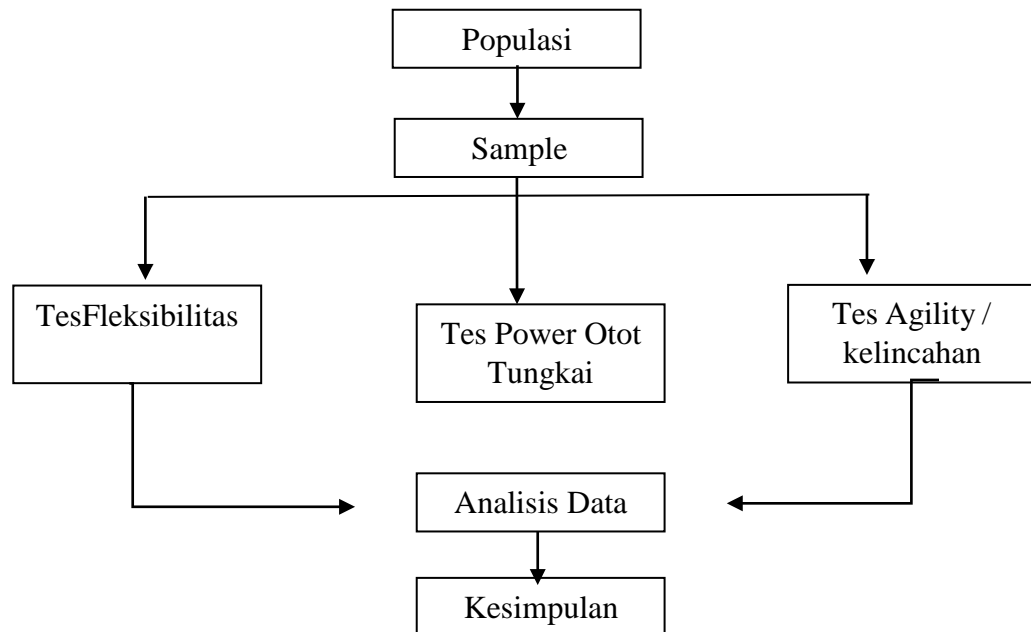 Populasi
Sample
TesFleksibilitas
Tes Power Otot
Tungkai
Tes Agility /
kelincahan
Analisis Data
Kesimpulan